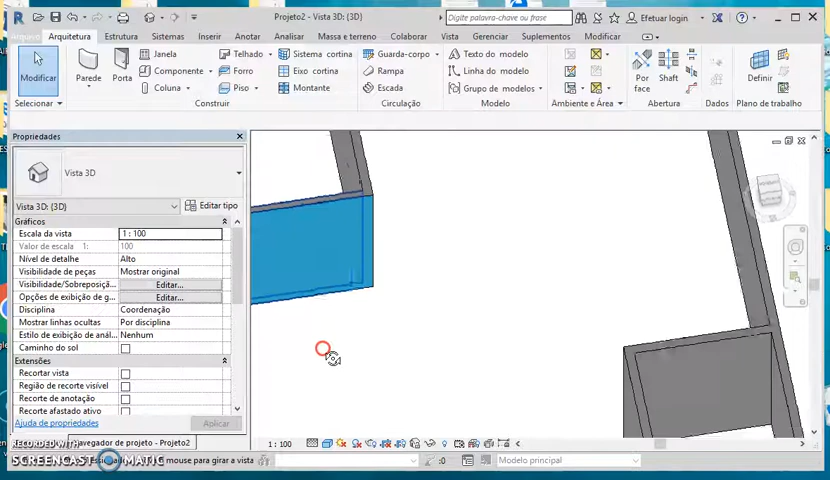 Projeto2 - Vista 3D: {3D}
Digite palavra-chave ou frase
Efetuar login
Arquivo Arquitetura Estrutura Sistemas Inserir Anotar Analisar Massa e terreno Colaborar Vista Gerenciar Suplementos Modificar
Modificar
Parede
Porta
Janela
Componente
Coluna
Telhado
Forro
Piso
Sistema cortina
Eixo cortina
Montante
Guarda-corpo
Rampa
Escada
Texto do modelo
Linha do modelo
Grupo de modelos
Por face
Shaft
Definir
Selecionar
Construir
Circulação
Modelo
Ambiente e Área
Abertura
Dados
Plano de trabalho
Propriedades
Vista 3D
Vista 3D: {3D}
Editar tipo
Gráficos
Escala da vista 1 : 100
Valor de escala 1: 100
Nível de detalhe Alto
Visibilidade de peças Mostrar original
Visibilidade/Sobreposiçã... Editar...
Opções de exibição de g... Editar...
Disciplina Coordenação
Mostrar linhas ocultas Por disciplina
Estilo de exibição de anál... Nenhum
Caminho do sol
Extensões
Recortar vista
Região de recorte visível
Recorte de anotação
Recorte afastado ativo
Ajuda de propriedades
Aplicar
Navegador de projeto - Projeto2
1 : 100
RECORDED WITH
SCREENCAST MATIC
mouse para girar a vista
:0
Modelo principal